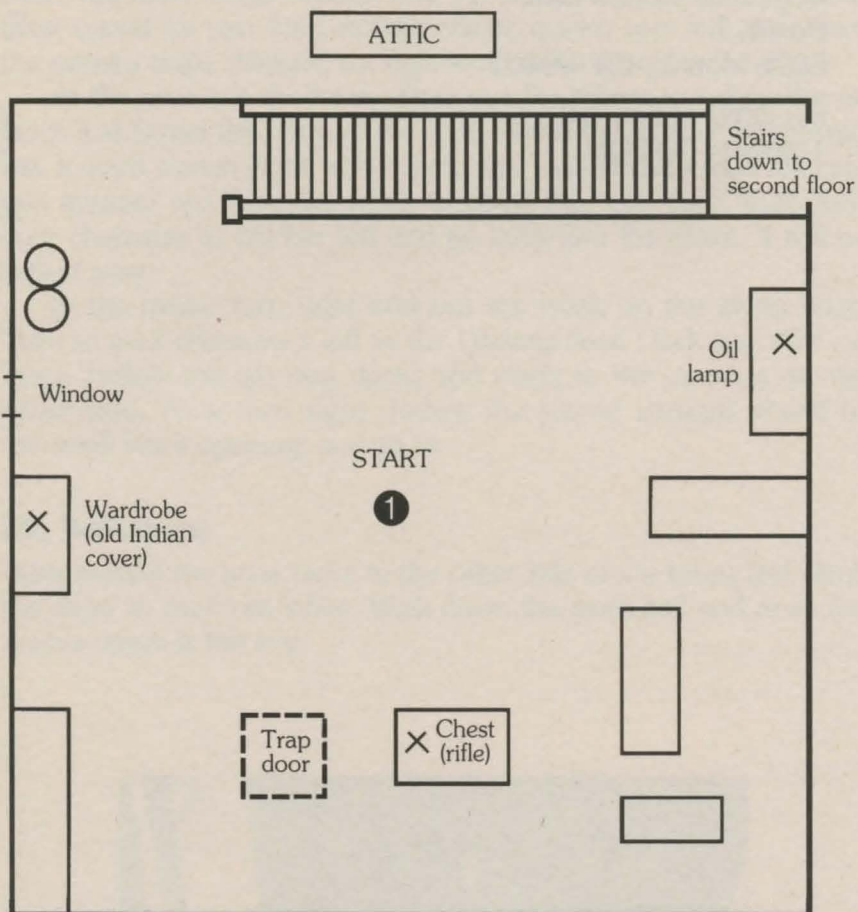 ATTIC
Stairs
down to
second floor
Oil
lamp
Window
START
1
Wardrobe
(old Indian
cover)
Trap
door
Chest
(rifle)